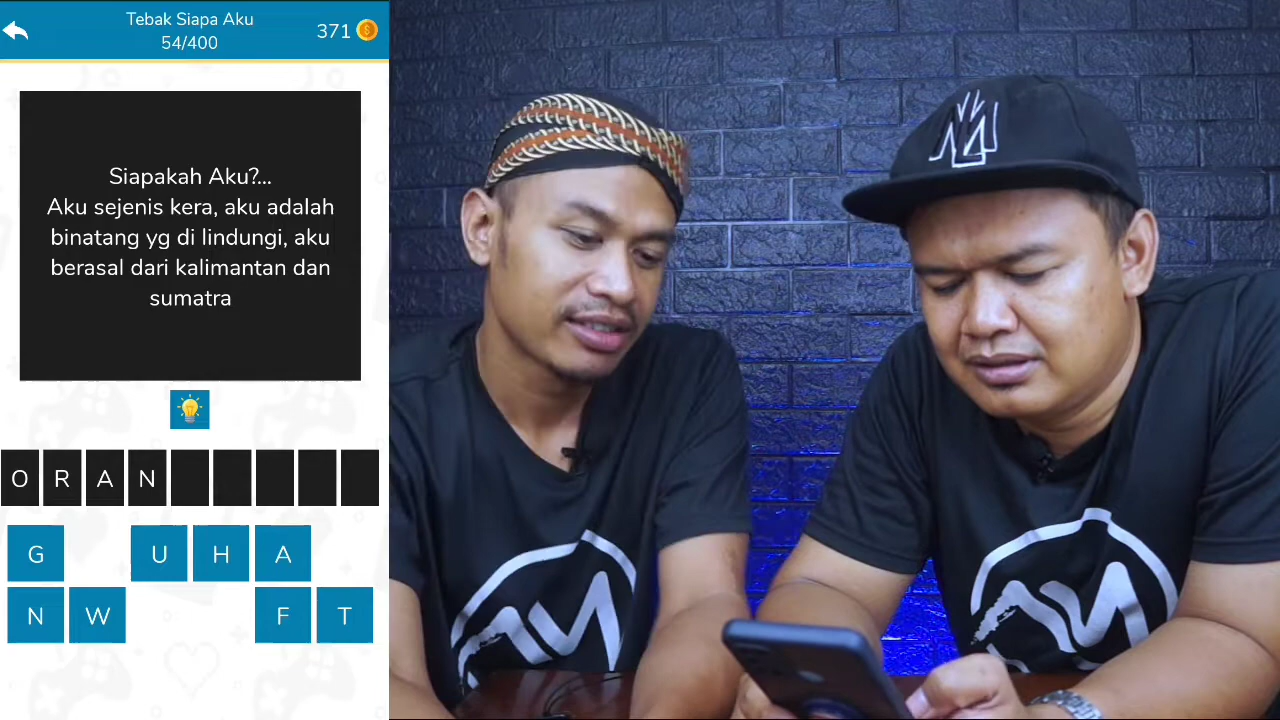 Tebak Siapa Aku
54/400
371
Siapakah Aku?...
Aku sejenis kera, aku adalah
binatang yg di lindungi, aku
berasal dari kalimantan dan
sumatra
O R A N
G U H A
N W F T